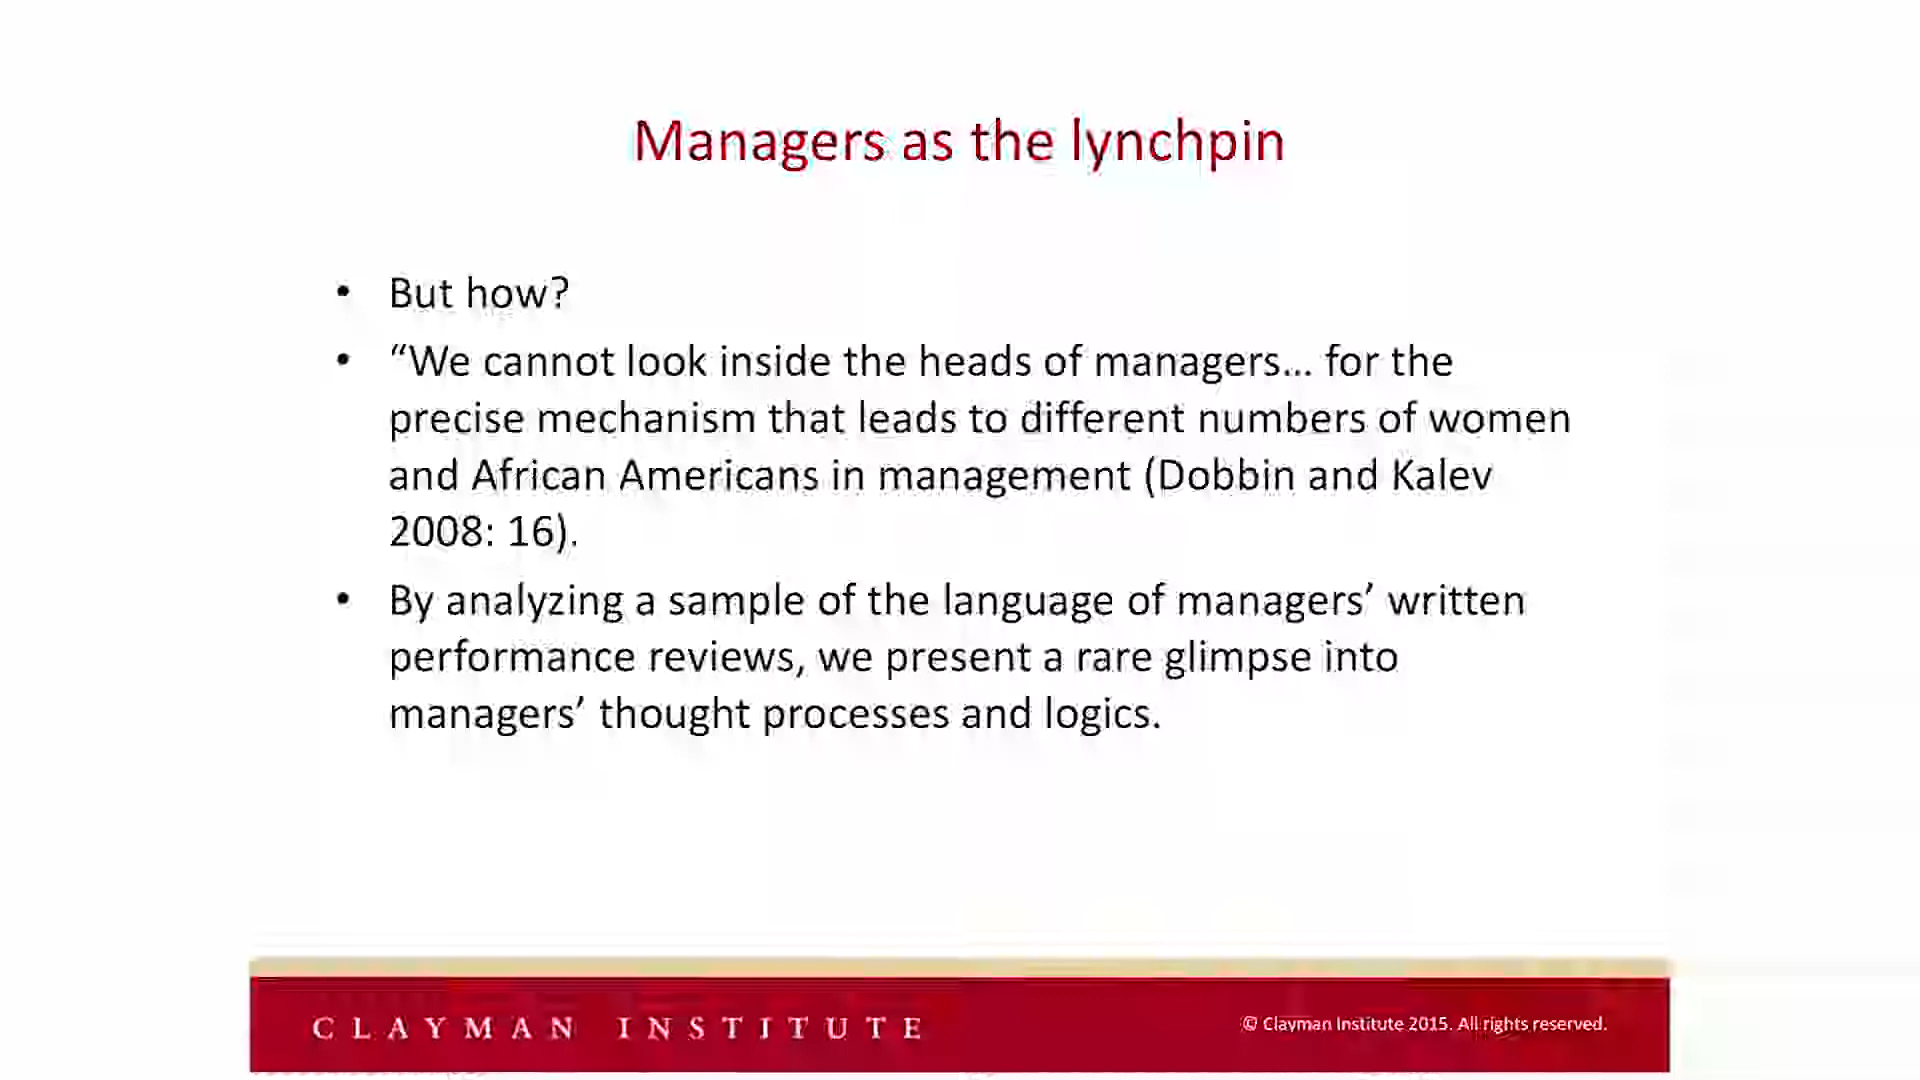 Managers as the lynchpin
• But how?
• “We cannot look inside the heads of managers… for the
precise mechanism that leads to different numbers of women
and African Americans in management (Dobbin and Kalev
2008: 16).
• By analyzing a sample of the language of managers’ written
performance reviews, we present a rare glimpse into
managers’ thought processes and logics.
CLAYMAN INSTITUTE
© Clayman Institute 2015. All rights reserved.